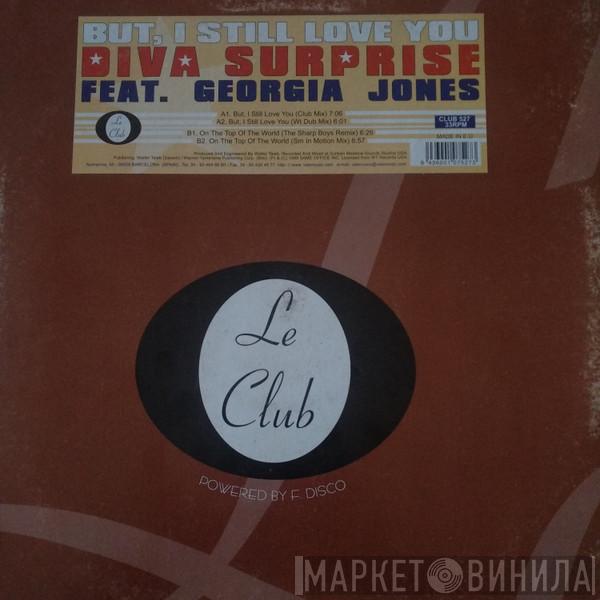 BUT, I STILL LOVE YOU
DIVA SURPRISE
FEAT. GEORGIA JONES
A1. But, I Still Love You (Club Mix) 7:06
A2. But, I Still Love You (Wt Dub Mix) 6:01
B1. On The Top Of The World (The Sharp Boys Remix) 6:26
B2. On The Top Of The World (Sm in Motion Mix) 6:57
CLUB 527
33RPM
MADE IN E.U.
Le
Club
Le
Club
POWERED BY F. DISCO
МАРКЕТ ВИНИЛА